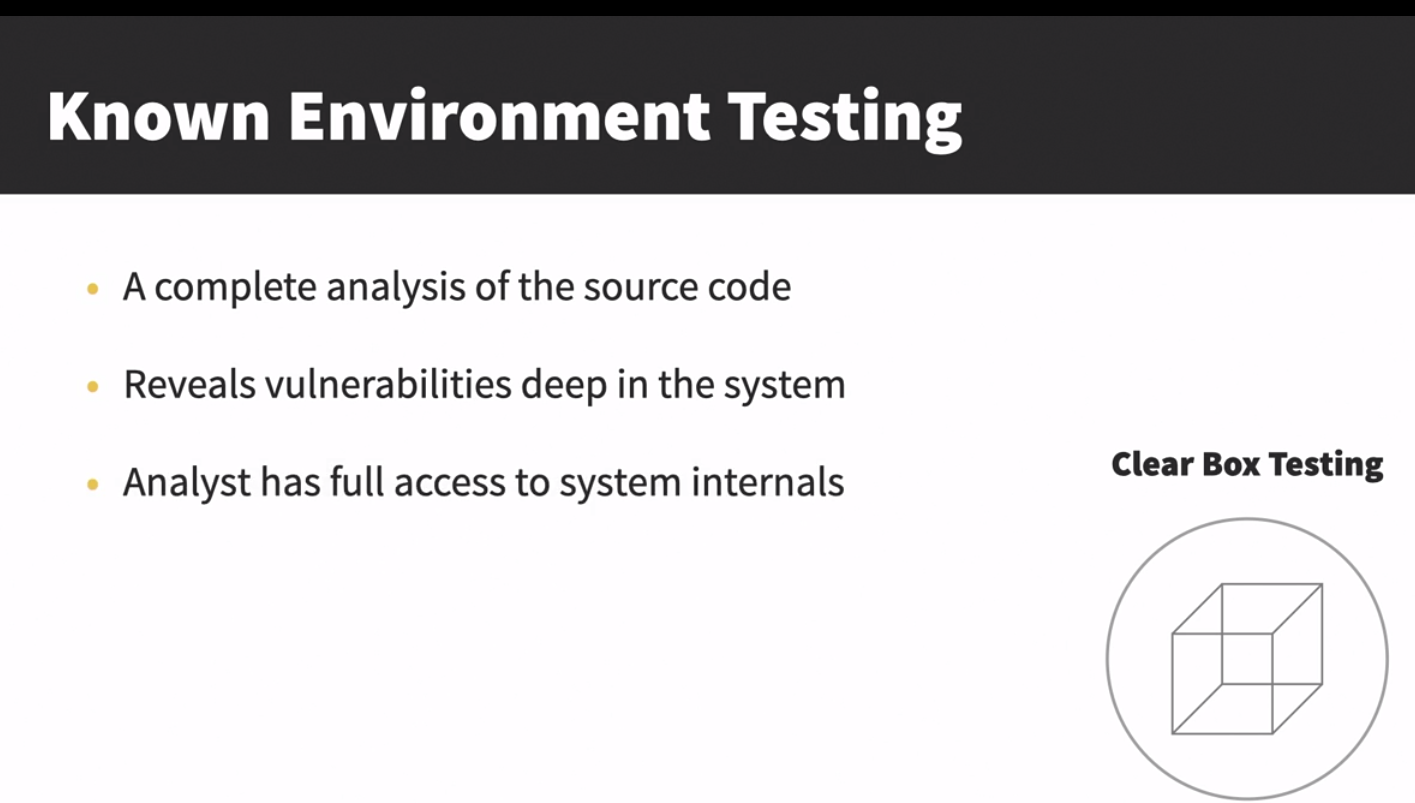 Known Environment Testing
• A complete analysis of the source code
• Reveals vulnerabilities deep in the system
• Analyst has full access to system internals
Clear Box Testing